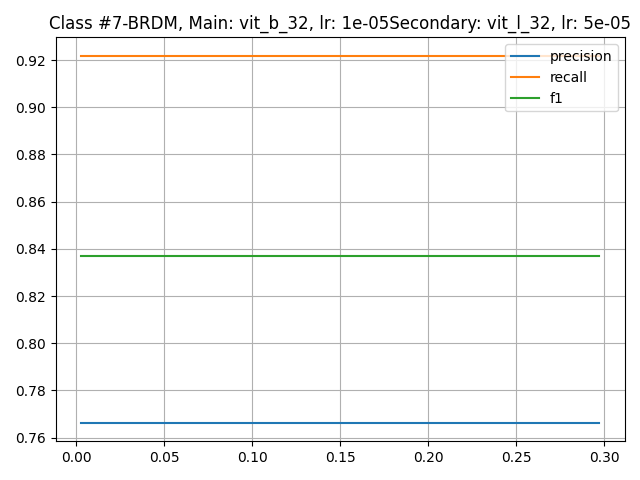 Class #7-BRDM, Main: vit_b_32, lr: 1e-05Secondary: vit_l_32, lr: 5e-05
precision
recall
f1
0.92
0.90
0.88
0.86
0.84
0.82
0.80
0.78
0.76
0.00 0.05 0.10 0.15 0.20 0.25 0.30